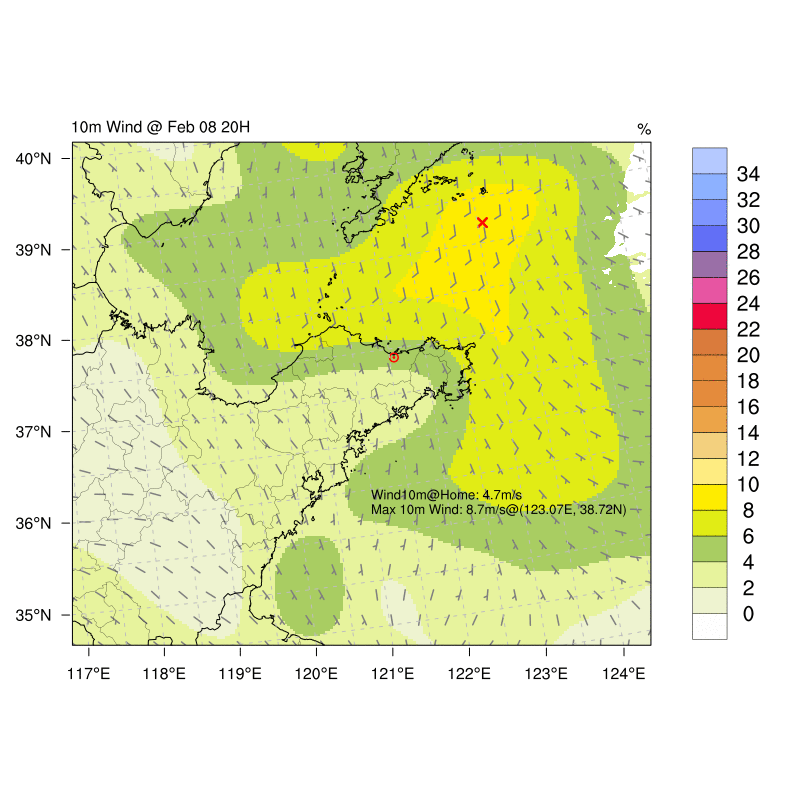 10m Wind @ Feb 08 20H
%
40°N
39°N
38°N
37°N
36°N
35°N
117°E
118°E
119°E
120°E
121°E
122°E
123°E
124°E
Wind10m@Home: 4.7m/s
Max 10m Wind: 8.7m/s@(123.07E, 38.72N)
34
32
30
28
26
24
22
20
18
16
14
12
10
8
6
4
2
0